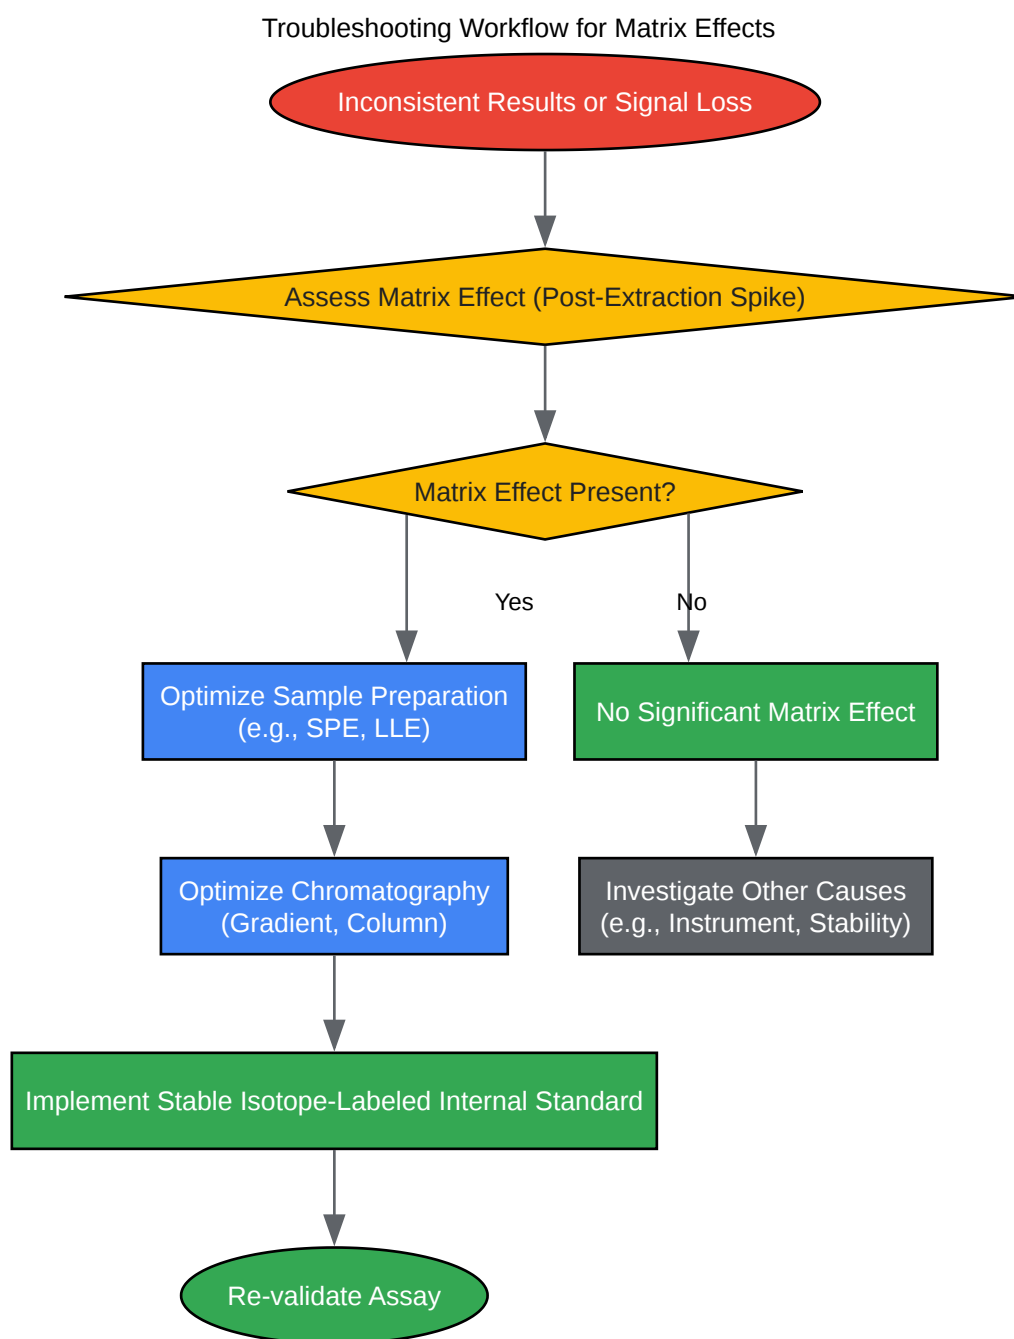 Troubleshooting Workflow for Matrix Effects
Inconsistent Results or Signal Loss
Assess Matrix Effect (Post-Extraction Spike)
Matrix Effect Present?
Yes
No
Optimize Sample Preparation
(e.g., SPE, LLE)
No Significant Matrix Effect
Optimize Chromatography
(Gradient, Column)
Investigate Other Causes
(e.g., Instrument, Stability)
Implement Stable Isotope-Labeled Internal Standard
Re-validate Assay